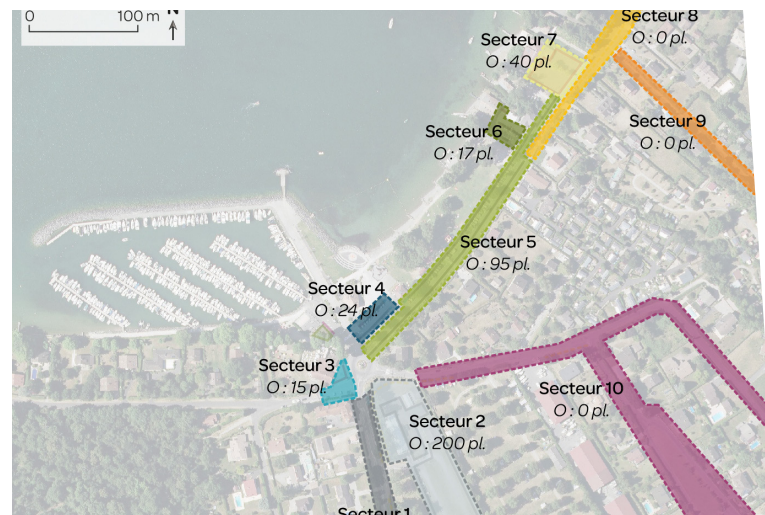 0 100 m N
Secteur 8
O : 0 pl.
Secteur 7
O : 40 pl.
Secteur 9
O : 0 pl.
Secteur 6
O : 17 pl.
Secteur 5
O : 95 pl.
Secteur 4
O : 24 pl.
Secteur 3
O : 15 pl.
Secteur 10
O : 0 pl.
Secteur 2
O : 200 pl.
Secteur 1